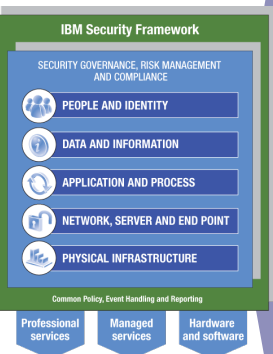 IBM Security Framework
SECURITY GOVERNANCE, RISK MANAGEMENT
AND COMPLIANCE
PEOPLE AND IDENTITY
DATA AND INFORMATION
APPLICATION AND PROCESS
NETWORK, SERVER AND END POINT
PHYSICAL INFRASTRUCTURE
Common Policy, Event Handling and Reporting
Professional
services
Managed
services
Hardware
and software